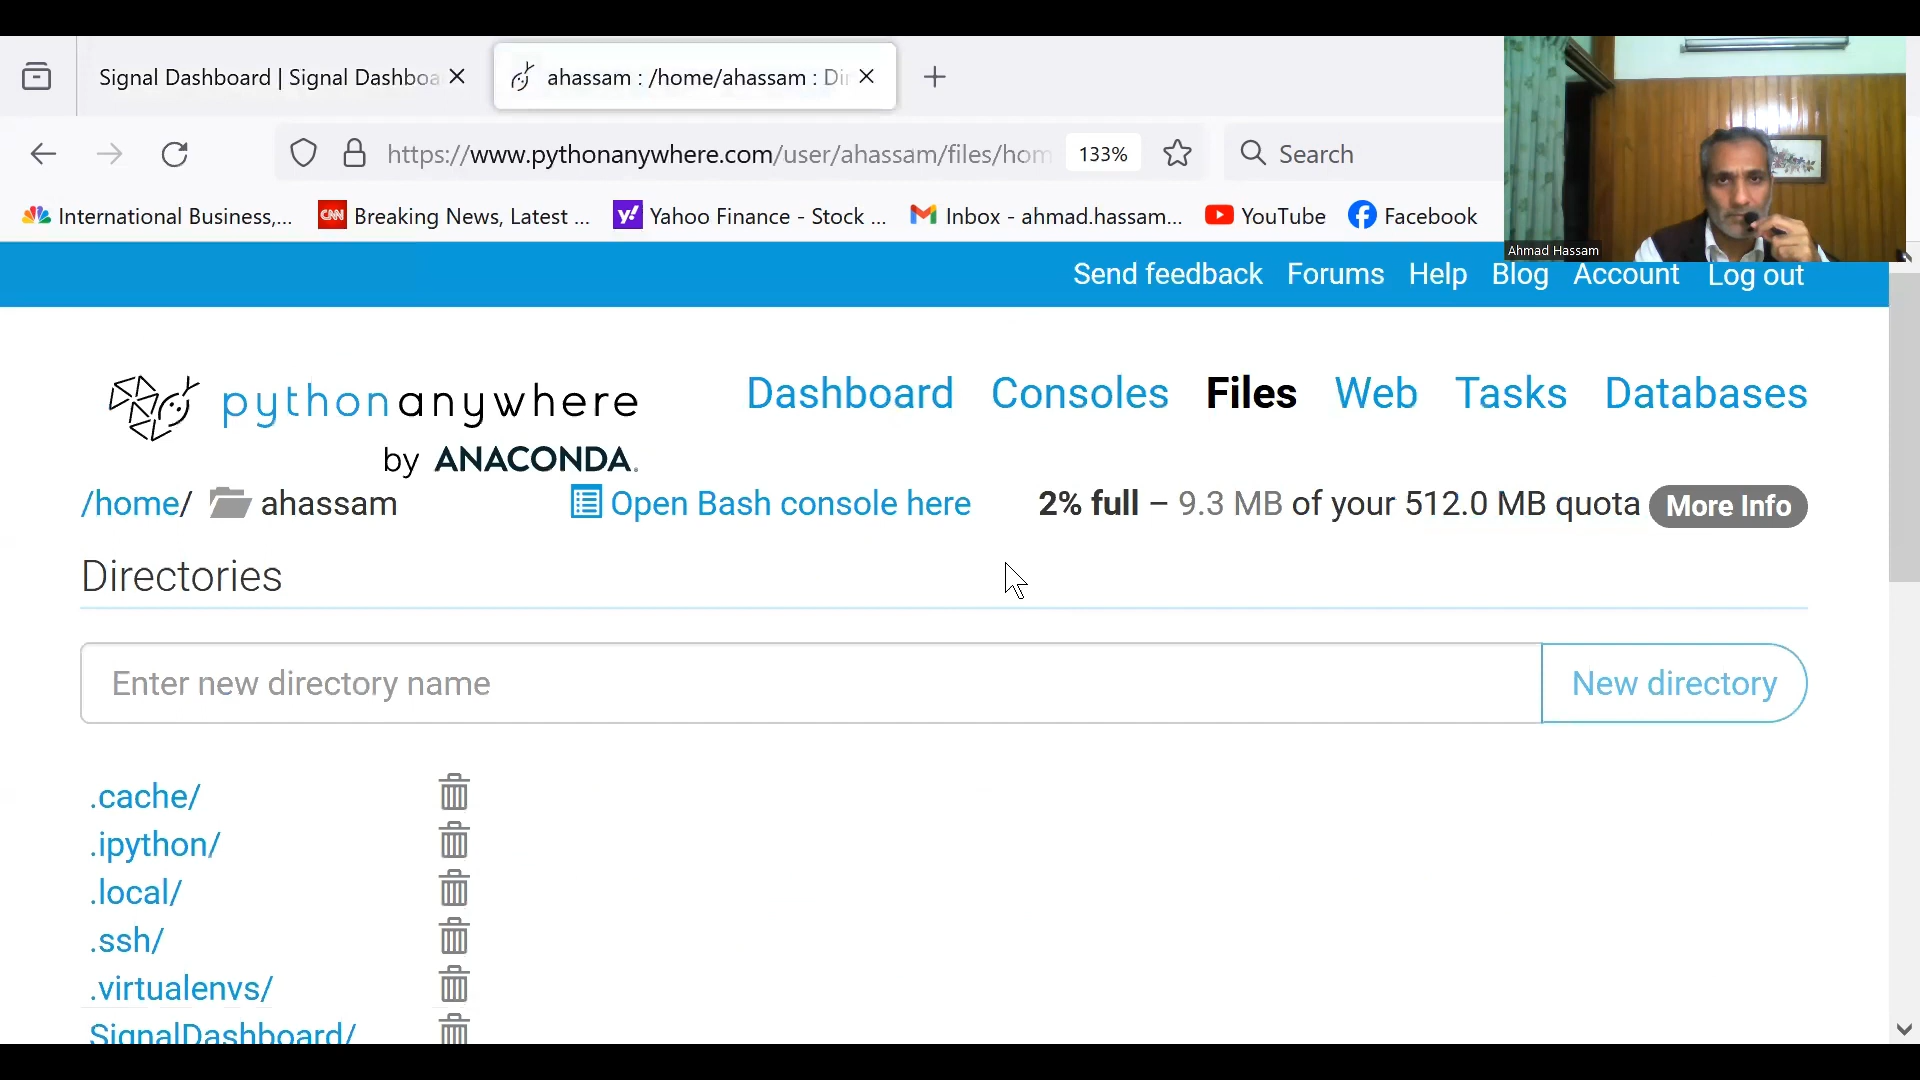 Signal Dashboard | Signal Dashboa
ahassam : /home/ahassam : Dir
https://www.pythonanywhere.com/user/ahassam/files/hom
133%
Search
International Business,...
CNN
Breaking News, Latest ...
y!
Yahoo Finance - Stock ...
Inbox - ahmad.hassam...
YouTube
Facebook
Ahmad Hassam
Send feedback Forums Help Blog Account Log out
pythonanywhere
by ANACONDA.
Dashboard Consoles Files Web Tasks Databases
/home/ ahassam
Open Bash console here
2% full – 9.3 MB of your 512.0 MB quota
More Info
Directories
Enter new directory name
New directory
.cache/
.ipython/
.local/
.ssh/
.virtualenvs/
SignalDashboard/